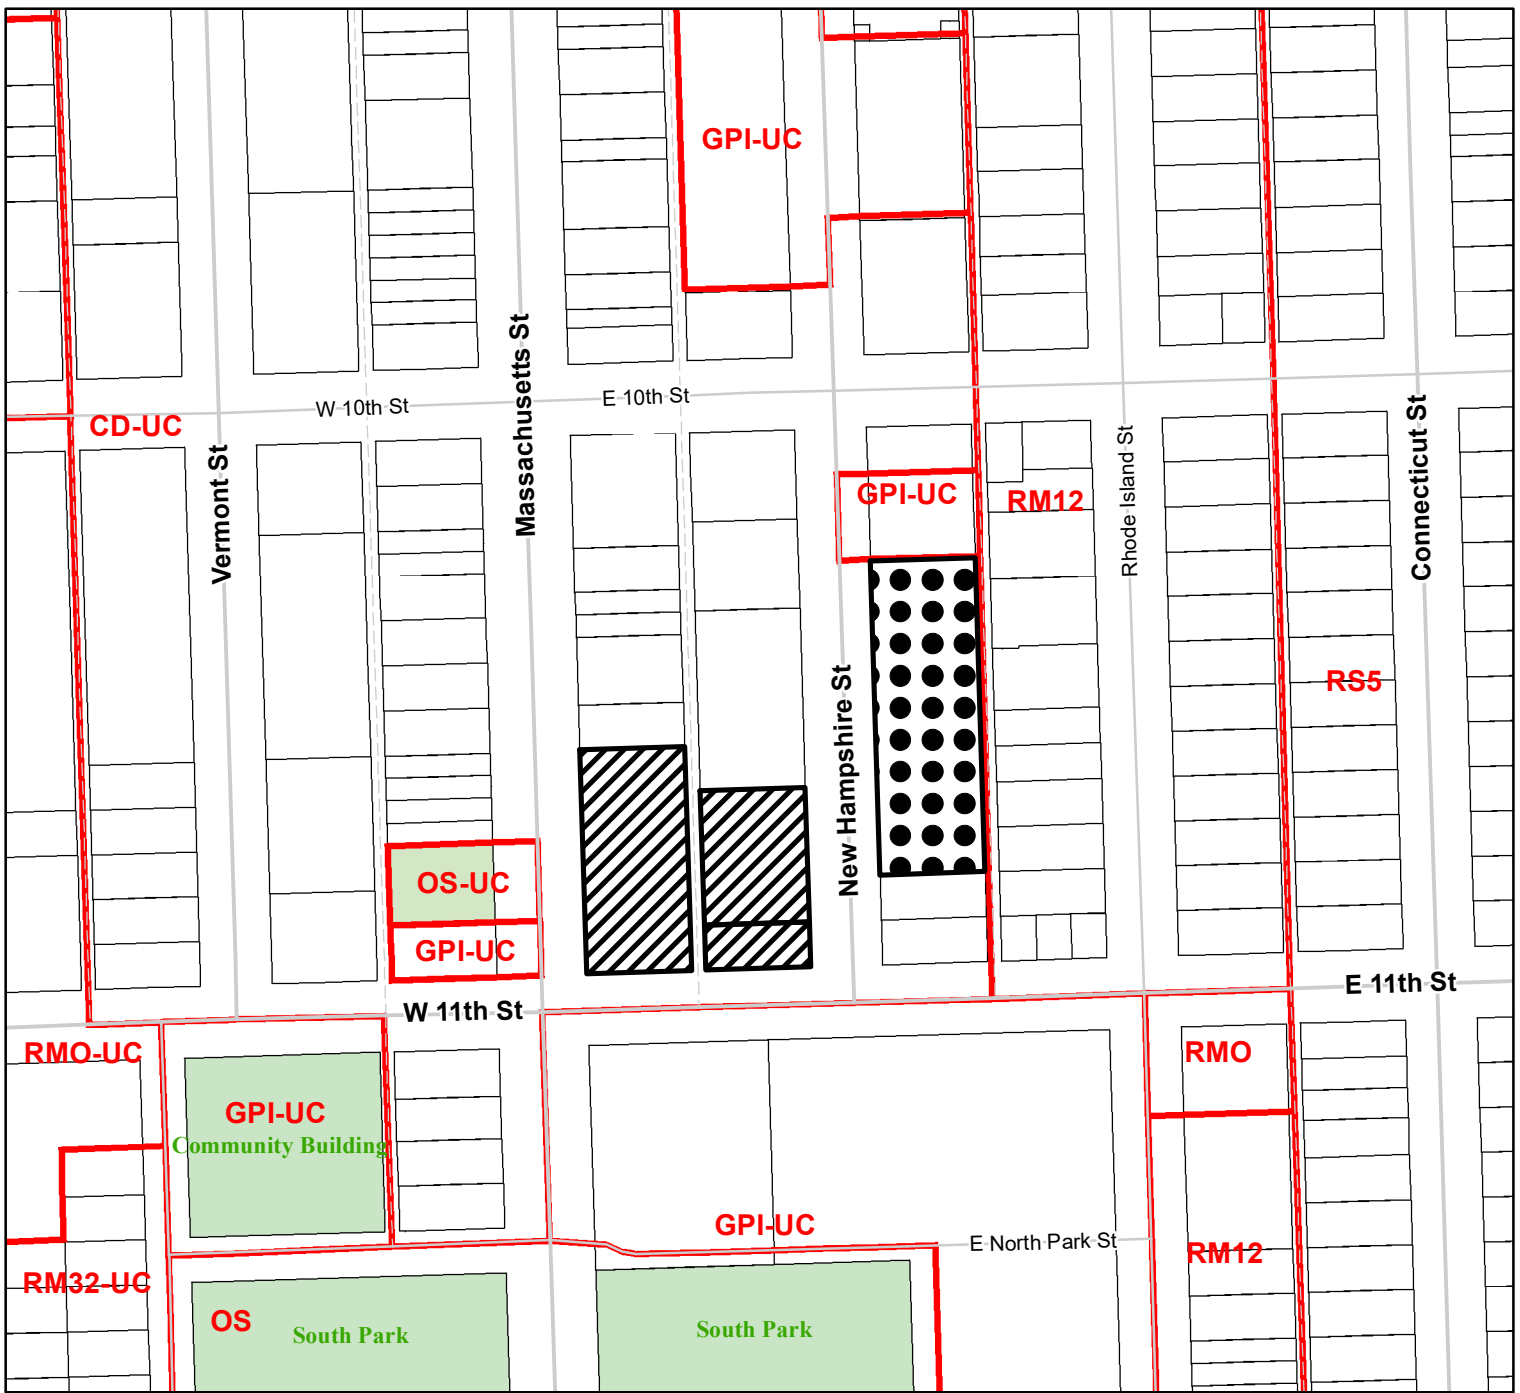 GPI-UC
Massachusetts St
W 10th St
E 10th St
CD-UC
Vermont St
Rhode Island St
Connecticut St
GPI-UC
RM12
RS5
New Hampshire St
OS-UC
GPI-UC
W 11th St
E 11th St
RMO-UC
RMO
GPI-UC
Community Building
GPI-UC
E North Park St
RM12
RM32-UC
OS
South Park
South Park